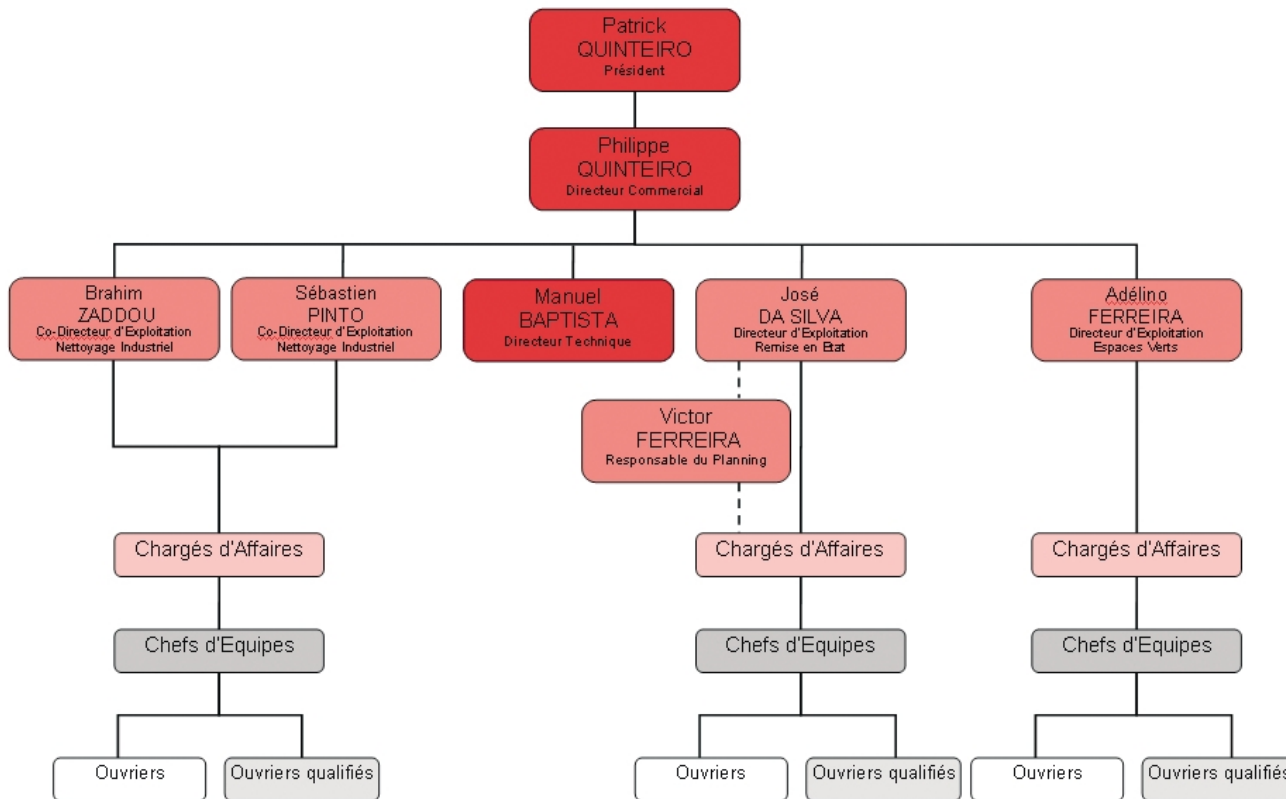 Patrick
QUINTEIRO
Président
Philippe
QUINTEIRO
Directeur Commercial
Brahim
ZADDOU
Co-Directeur d'Exploitation
Nettoyage Industriel
Sébastien
PINTO
Co-Directeur d'Exploitation
Nettoyage Industriel
Manuel
BAPTISTA
Directeur Technique
José
DA SILVA
Directeur d'Exploitation
Remise en Etat
Adélino
FERREIRA
Directeur d'Exploitation
Espaces Verts
Victor
FERREIRA
Responsable du Planning
Chargés d'Affaires
Chargés d'Affaires
Chargés d'Affaires
Chefs d'Equipes
Chefs d'Equipes
Chefs d'Equipes
Ouvriers
Ouvriers qualifiés
Ouvriers
Ouvriers qualifiés
Ouvriers
Ouvriers qualifiés